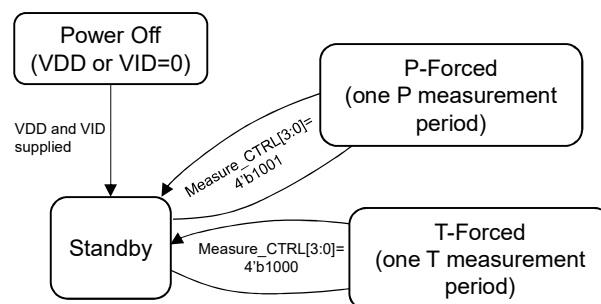 Power Off
(VDD or VID=0)
VDD and VID
supplied
P-Forced
(one P measurement
period)
Measure_CTRL[3:0]=
4'b1001
Standby
Measure_CTRL[3:0]=
4'b1000
T-Forced
(one T measurement
period)